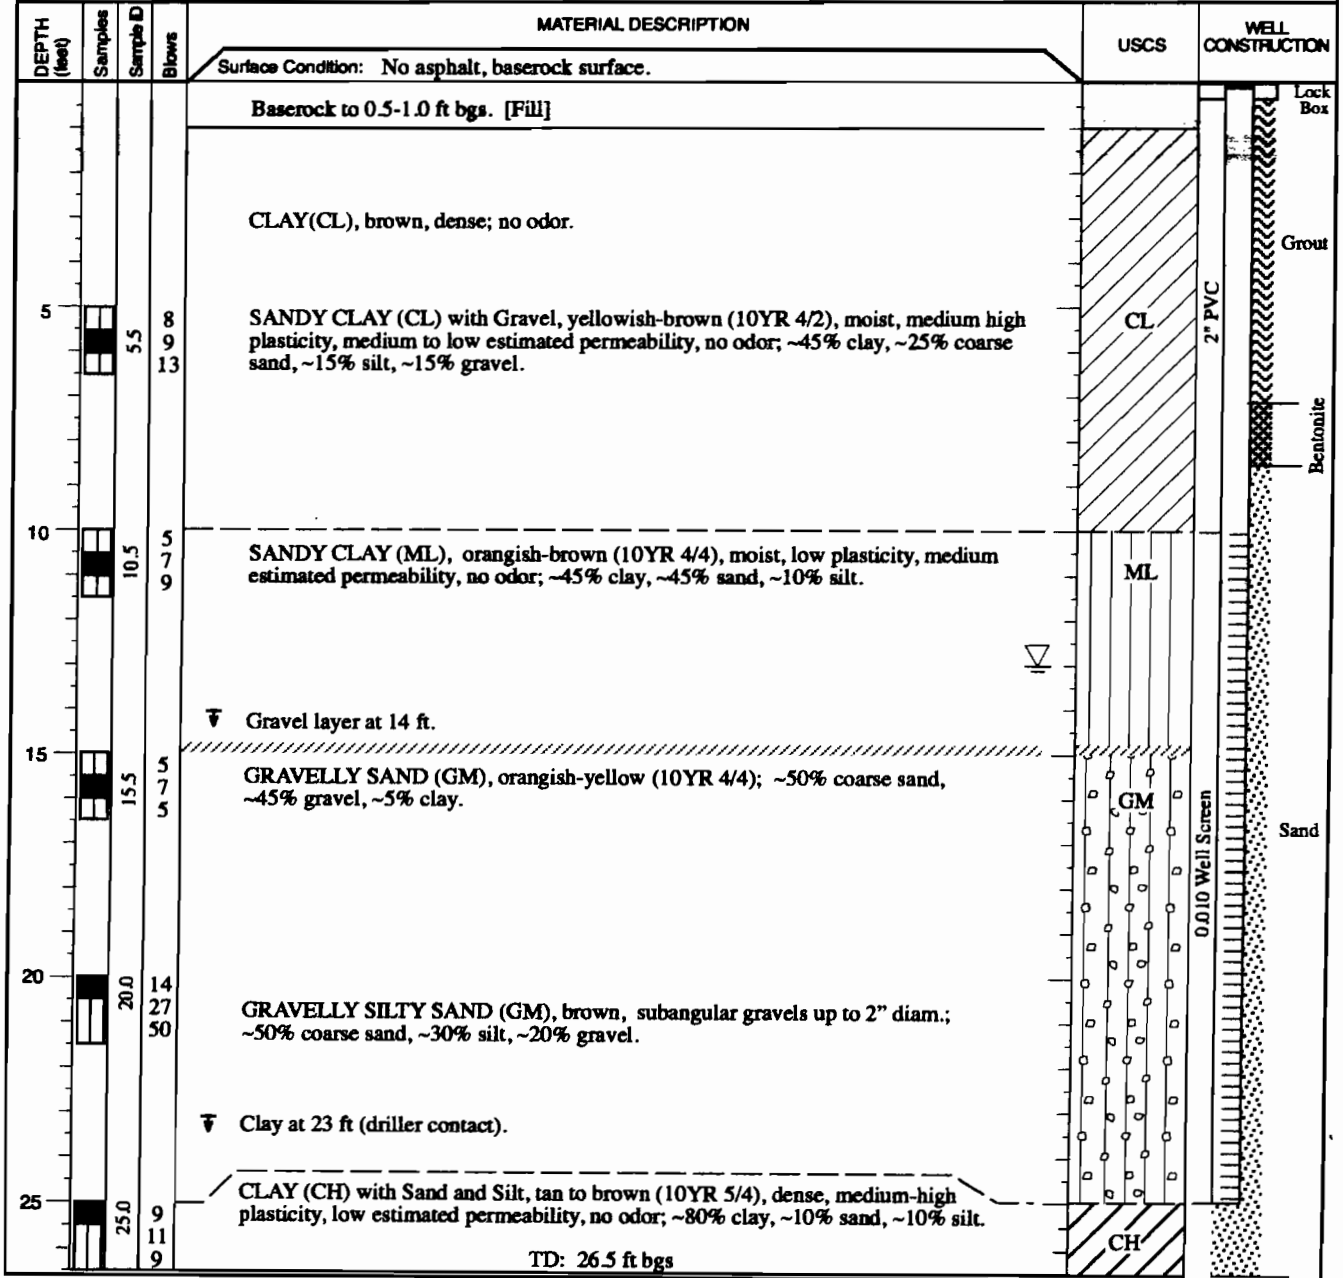 DEPTH (feet)
Samples
Sample ID
Blows
MATERIAL DESCRIPTION
USCS
WELL
CONSTRUCTION
Surface Condition: No asphalt, baserock surface.
Lock
Box
Baserock to 0.5-1.0 ft bgs. [Fill]
CLAY(CL), brown, dense; no odor.
Grout
2" PVC
CL
5
5.5
8
9
13
SANDY CLAY (CL) with Gravel, yellowish-brown (10YR 4/2), moist, medium high
plasticity, medium to low estimated permeability, no odor; ~45% clay, ~25% coarse
sand, ~15% silt, ~15% gravel.
Bentonite
10
10.5
5
7
9
SANDY CLAY (ML), orangish-brown (10YR 4/4), moist, low plasticity, medium
estimated permeability, no odor; ~45% clay, ~45% sand, ~10% silt.
ML
Gravel layer at 14 ft.
15
15.5
5
7
5
GRAVELLY SAND (GM), orangish-yellow (10YR 4/4); ~50% coarse sand,
~45% gravel, ~5% clay.
GM
0.010 Well Screen
Sand
20
20.0
14
27
50
GRAVELLY SILTY SAND (GM), brown, subangular gravels up to 2” diam.;
~50% coarse sand, ~30% silt, ~20% gravel.
Clay at 23 ft (driller contact).
25
25.0
9
11
9
CLAY (CH) with Sand and Silt, tan to brown (10YR 5/4), dense, medium-high
plasticity, low estimated permeability, no odor; ~80% clay, ~10% sand, ~10% silt.
CH
TD: 26.5 ft bgs